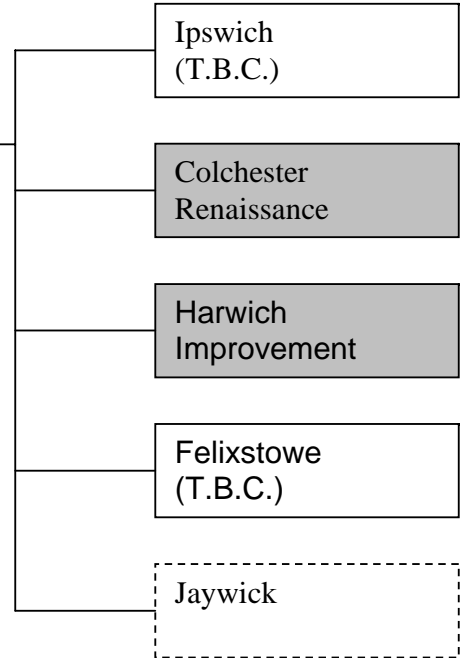 Ipswich
(T.B.C.)
Colchester
Renaissance
Harwich
Improvement
Felixstowe
(T.B.C.)
Jaywick